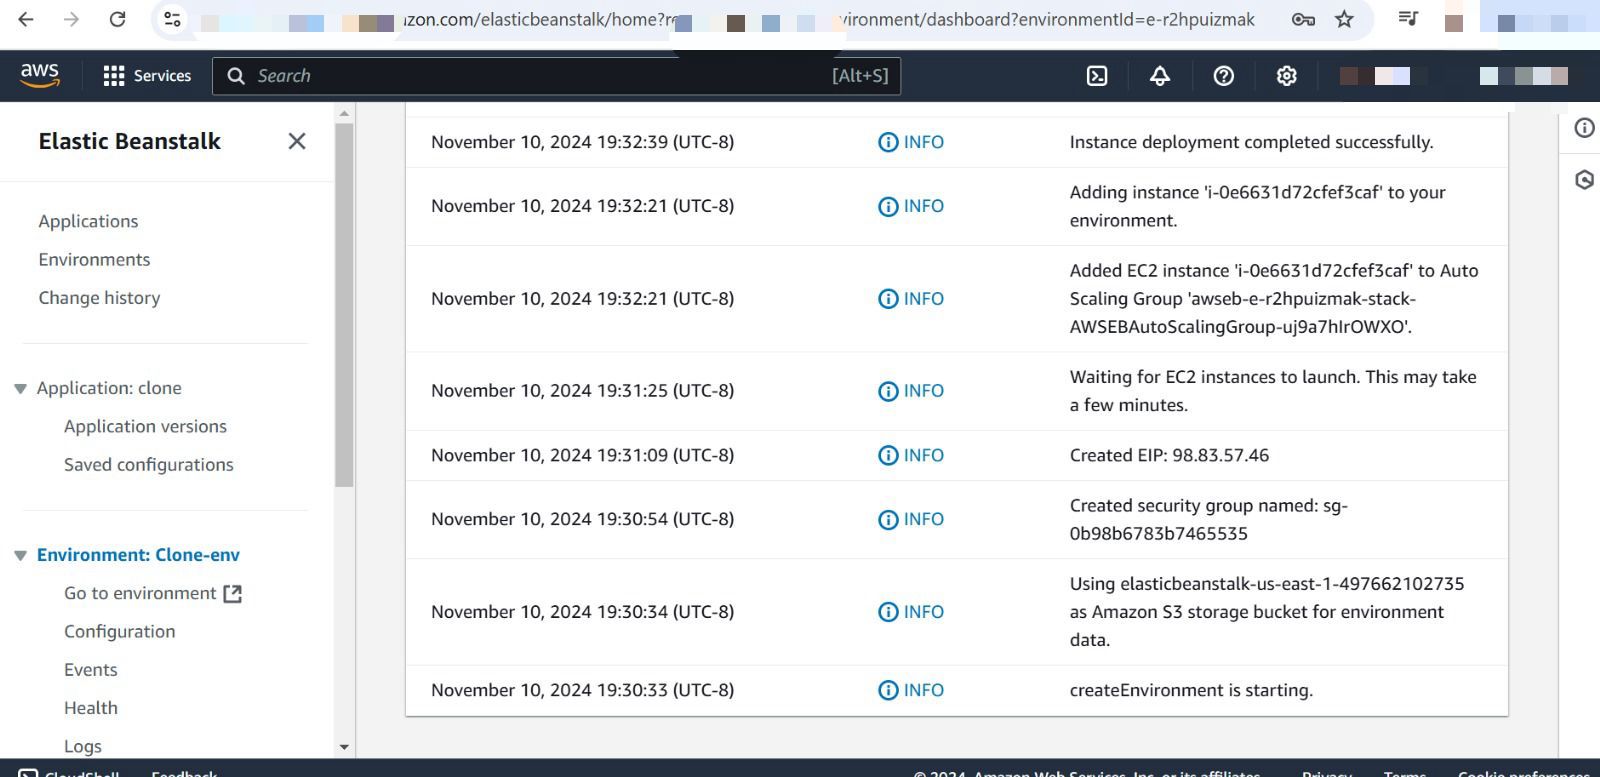 zon.com/elasticbeanstalk/home?re
vironment/dashboard?environmentId=e-r2hpuizmak
aws
Services
Search
[Alt+S]
Elastic Beanstalk
Applications
Environments
Change history
Application: clone
Application versions
Saved configurations
Environment: Clone-env
Go to environment
Configuration
Events
Health
Logs
November 10, 2024 19:32:39 (UTC-8) INFO Instance deployment completed successfully.
November 10, 2024 19:32:21 (UTC-8) INFO Adding instance 'i-0e6631d72cfef3caf' to your
environment.
November 10, 2024 19:32:21 (UTC-8) INFO Added EC2 instance 'i-0e6631d72cfef3caf' to Auto
Scaling Group 'awseb-e-r2hpuizmak-stack-
AWSEBAutoScalingGroup-uj9a7hIrOWXO'.
November 10, 2024 19:31:25 (UTC-8) INFO Waiting for EC2 instances to launch. This may take
a few minutes.
November 10, 2024 19:31:09 (UTC-8) INFO Created EIP: 98.83.57.46
November 10, 2024 19:30:54 (UTC-8) INFO Created security group named: sg-
0b98b6783b7465535
November 10, 2024 19:30:34 (UTC-8) INFO Using elasticbeanstalk-us-east-1-497662102735
as Amazon S3 storage bucket for environment
data.
November 10, 2024 19:30:33 (UTC-8) INFO createEnvironment is starting.
CloudShell Feedback © 2024, Amazon Web Services, Inc. or its affiliates. Privacy Terms Cookie preferences